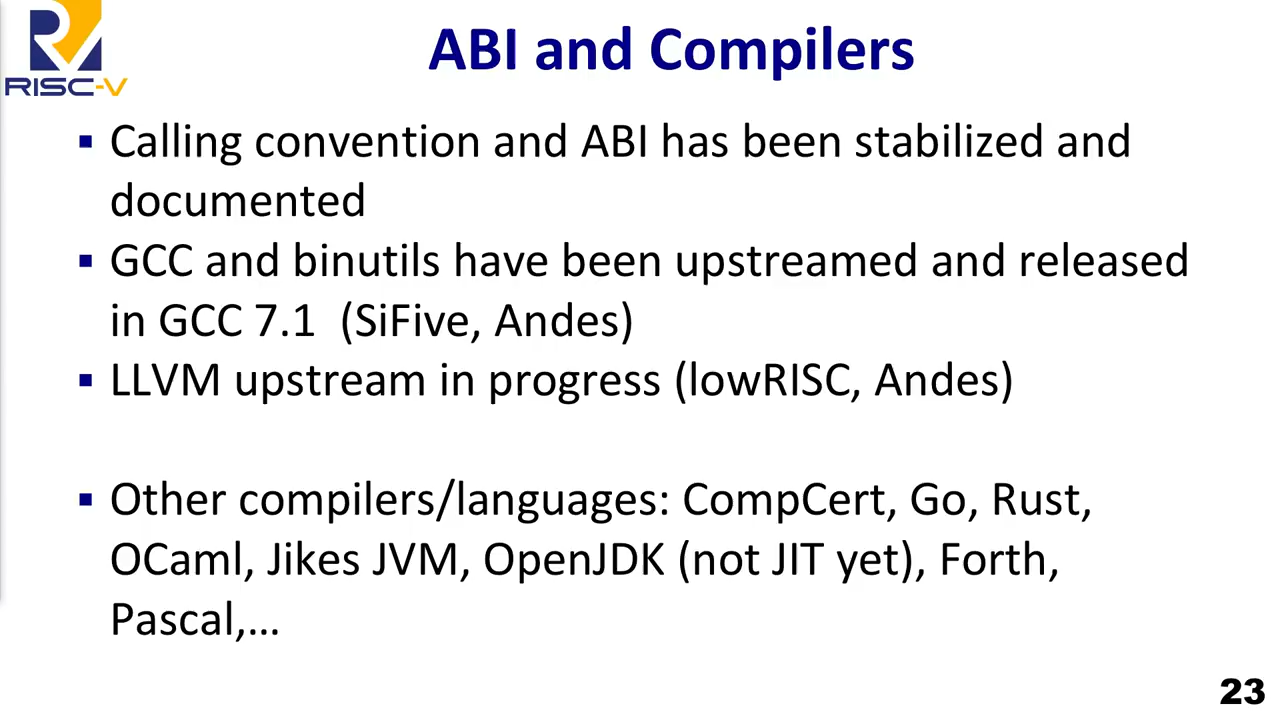 RISC-V
ABI and Compilers
▪ Calling convention and ABI has been stabilized and
documented
▪ GCC and binutils have been upstreamed and released
in GCC 7.1  (SiFive, Andes)
▪ LLVM upstream in progress (lowRISC, Andes)
▪ Other compilers/languages: CompCert, Go, Rust,
OCaml, Jikes JVM, OpenJDK (not JIT yet), Forth,
Pascal,…
23